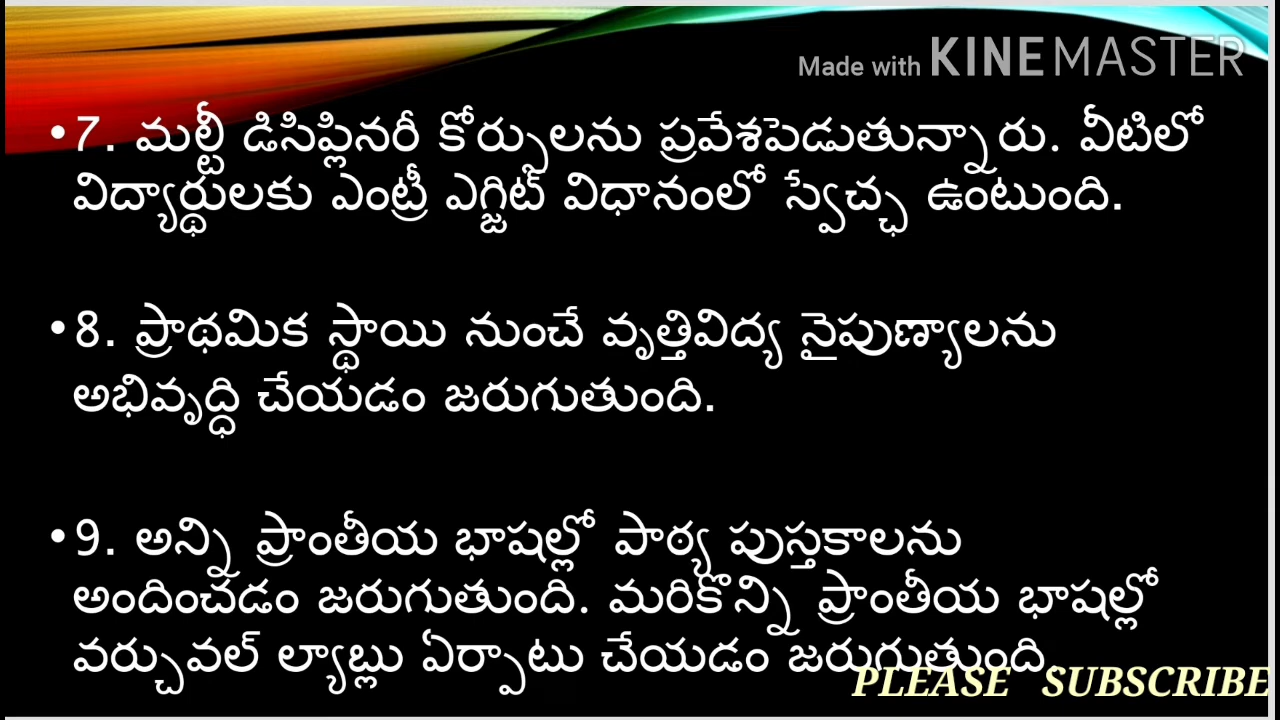 Made with KINEMASTER
•7. మల్టీ డిసిప్లినరీ కోర్సులను ప్రవేశపెడుతున్నారు. వీటిలో
విద్యార్థులకు ఎంట్రీ ఎగ్జిట్ విధానంలో స్వేచ్ఛ ఉంటుంది.
•8. ప్రాథమిక స్థాయి నుంచే వృత్తివిద్య నైపుణ్యాలను
అభివృద్ధి చేయడం జరుగుతుంది.
•9. అన్ని ప్రాంతీయ భాషల్లో పాఠ్య పుస్తకాలను
అందించడం జరుగుతుంది. మరికొన్ని ప్రాంతీయ భాషల్లో
వర్చువల్ ల్యాబ్లు ఏర్పాటు చేయడం జరుగుతుంది.
PLEASE SUBSCRIBE